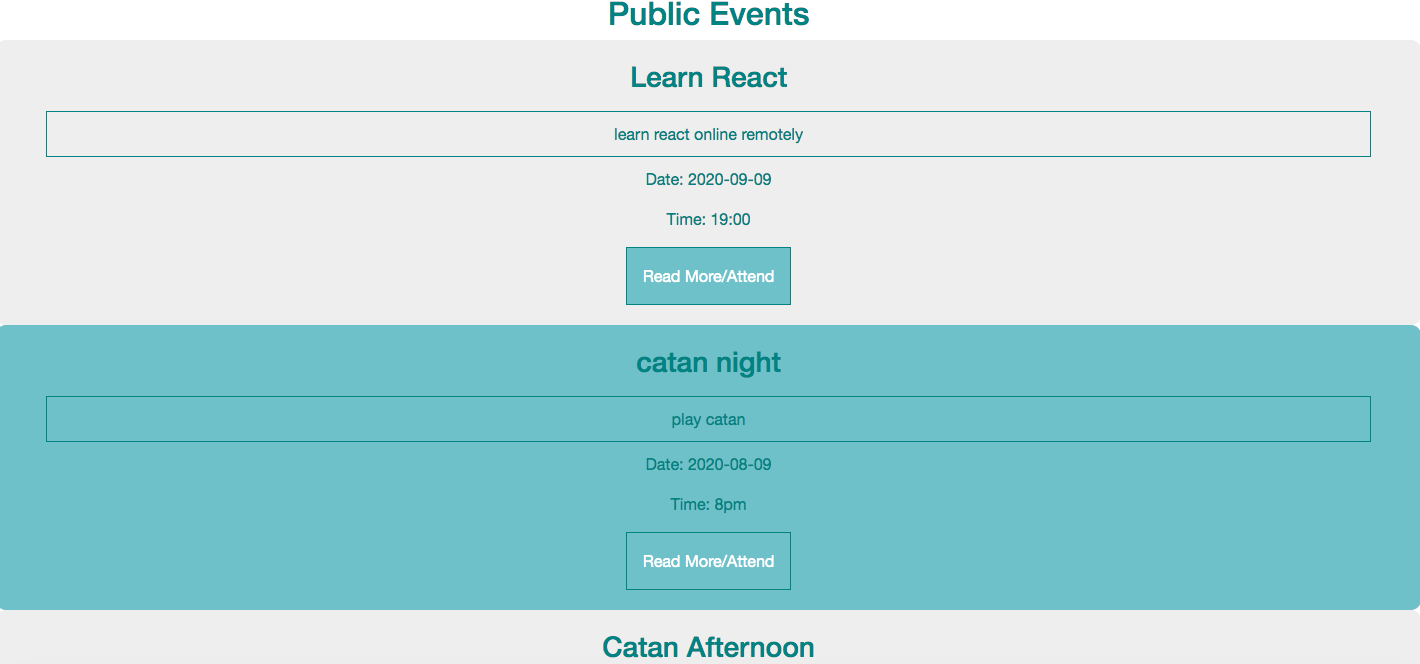 Public Events
Learn React
learn react online remotely
Date: 2020-09-09
Time: 19:00
Read More/Attend
catan night
play catan
Date: 2020-08-09
Time: 8pm
Read More/Attend
Catan Afternoon